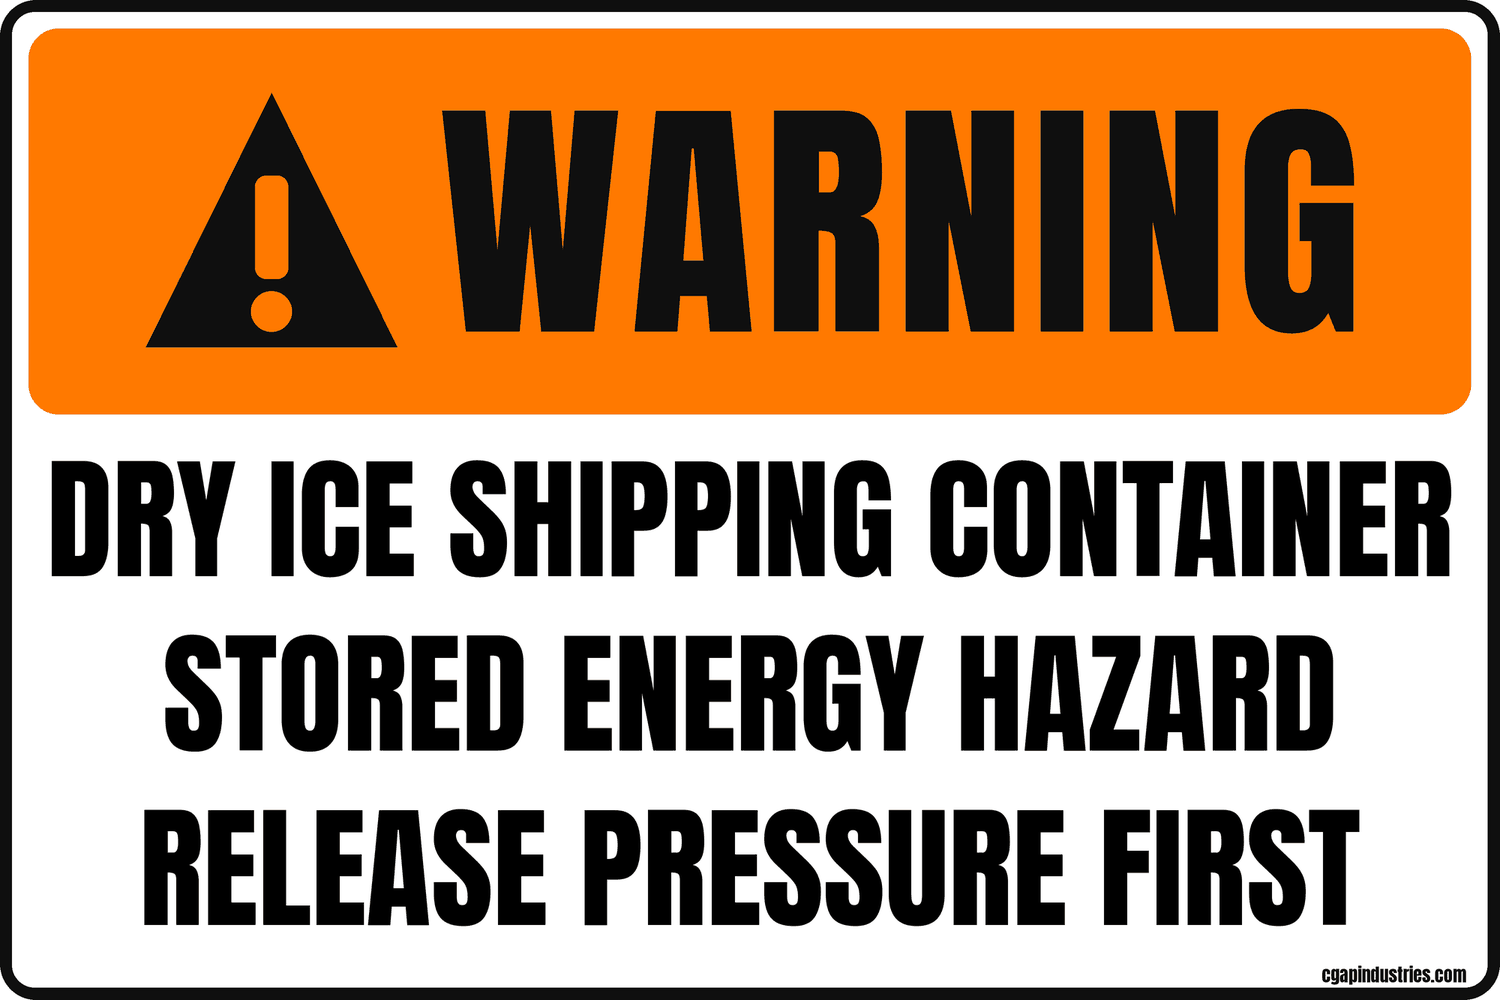 WARNING
DRY ICE SHIPPING CONTAINER
STORED ENERGY HAZARD
RELEASE PRESSURE FIRST
cgapindustries.com